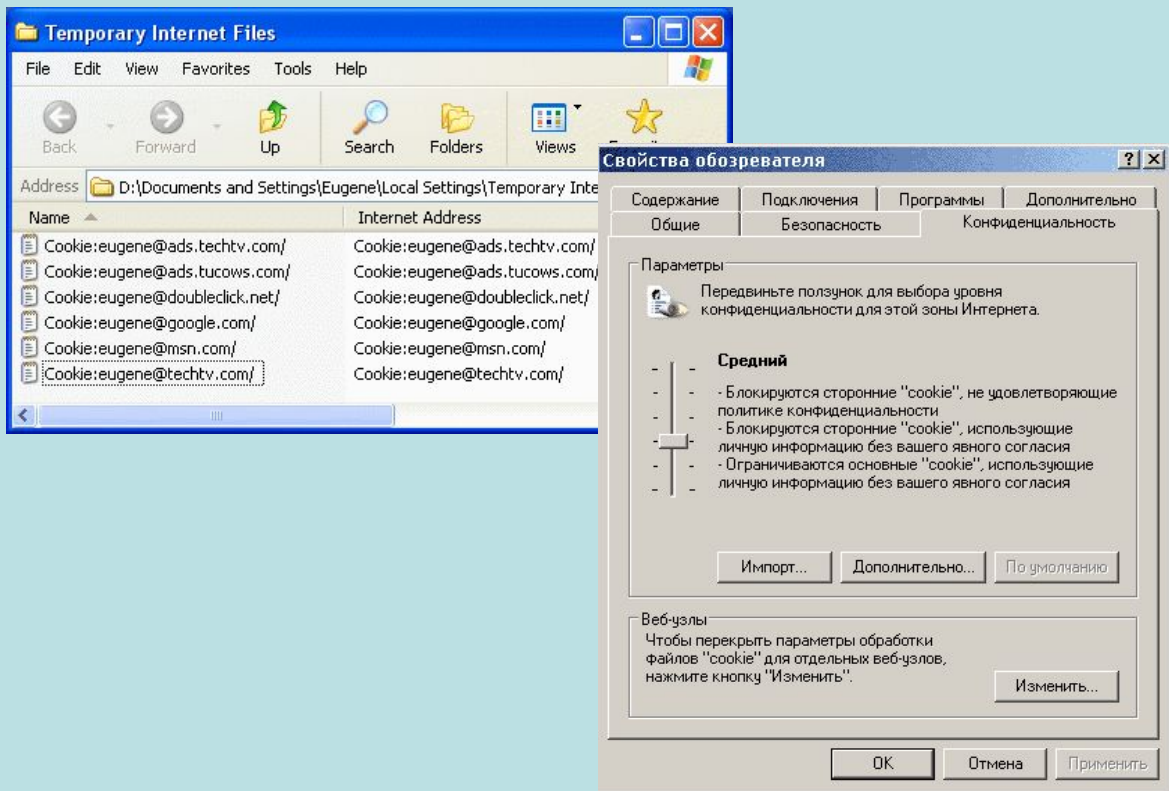 Temporary Internet Files
File Edit View Favorites Tools Help
Back Forward Up Search Folders Views
Address D:\Documents and Settings\Eugene\Local Settings\Temporary Inte
Name Internet Address
Cookie:eugene@ads.techtv.com/ Cookie:eugene@ads.techtv.com/
Cookie:eugene@ads.tucows.com/ Cookie:eugene@ads.tucows.com/
Cookie:eugene@doubleclick.net/ Cookie:eugene@doubleclick.net/
Cookie:eugene@google.com/ Cookie:eugene@google.com/
Cookie:eugene@msn.com/ Cookie:eugene@msn.com/
Cookie:eugene@techtv.com/ Cookie:eugene@techtv.com/
Свойства обозревателя
Содержание Подключения Программы Дополнительно
Общие Безопасность Конфиденциальность
Параметры
Передвиньте ползунок для выбора уровня
конфиденциальности для этой зоны Интернета.
Средний
- Блокируются сторонние "cookie", не удовлетворяющие
политике конфиденциальности
- Блокируются сторонние "cookie", использующие
личную информацию без вашего явного согласия
- Ограничиваются основные "cookie", использующие
личную информацию без вашего явного согласия
Импорт... Дополнительно... По умолчанию
Веб-узлы
Чтобы перекрыть параметры обработки
файлов "cookie" для отдельных веб-узлов,
нажмите кнопку "Изменить".
Изменить...
OK Отмена Применить